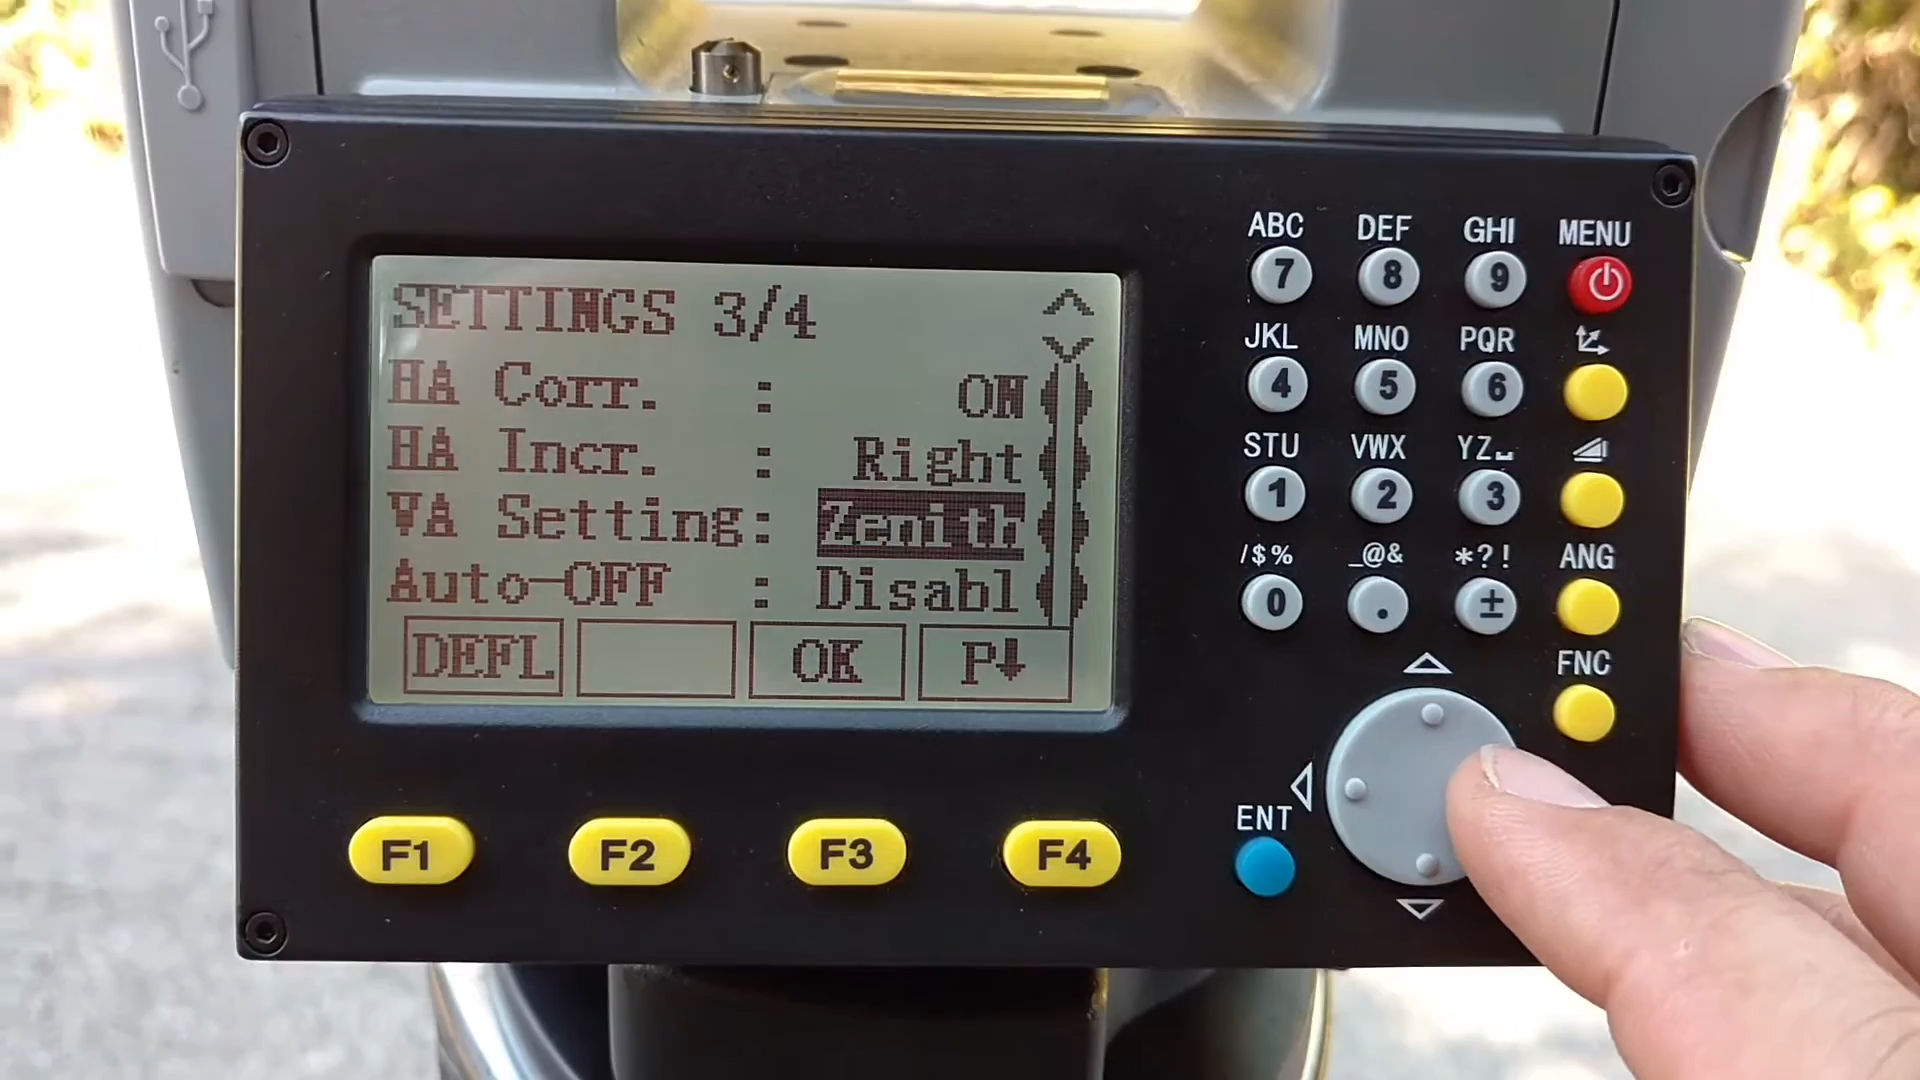 SETTINGS 3/4
HA Corr. : ON
HA Incr. : Right
VA Setting: Zenith
Auto-OFF : Disabl
DEFL OK P↓
F1 F2 F3 F4
ABC DEF GHI MENU
7 8 9
JKL MNO PQR
4 5 6
STU VWX YZ␣
1 2 3
/$% _@& *?! ANG
0 . ±
FNC
ENT